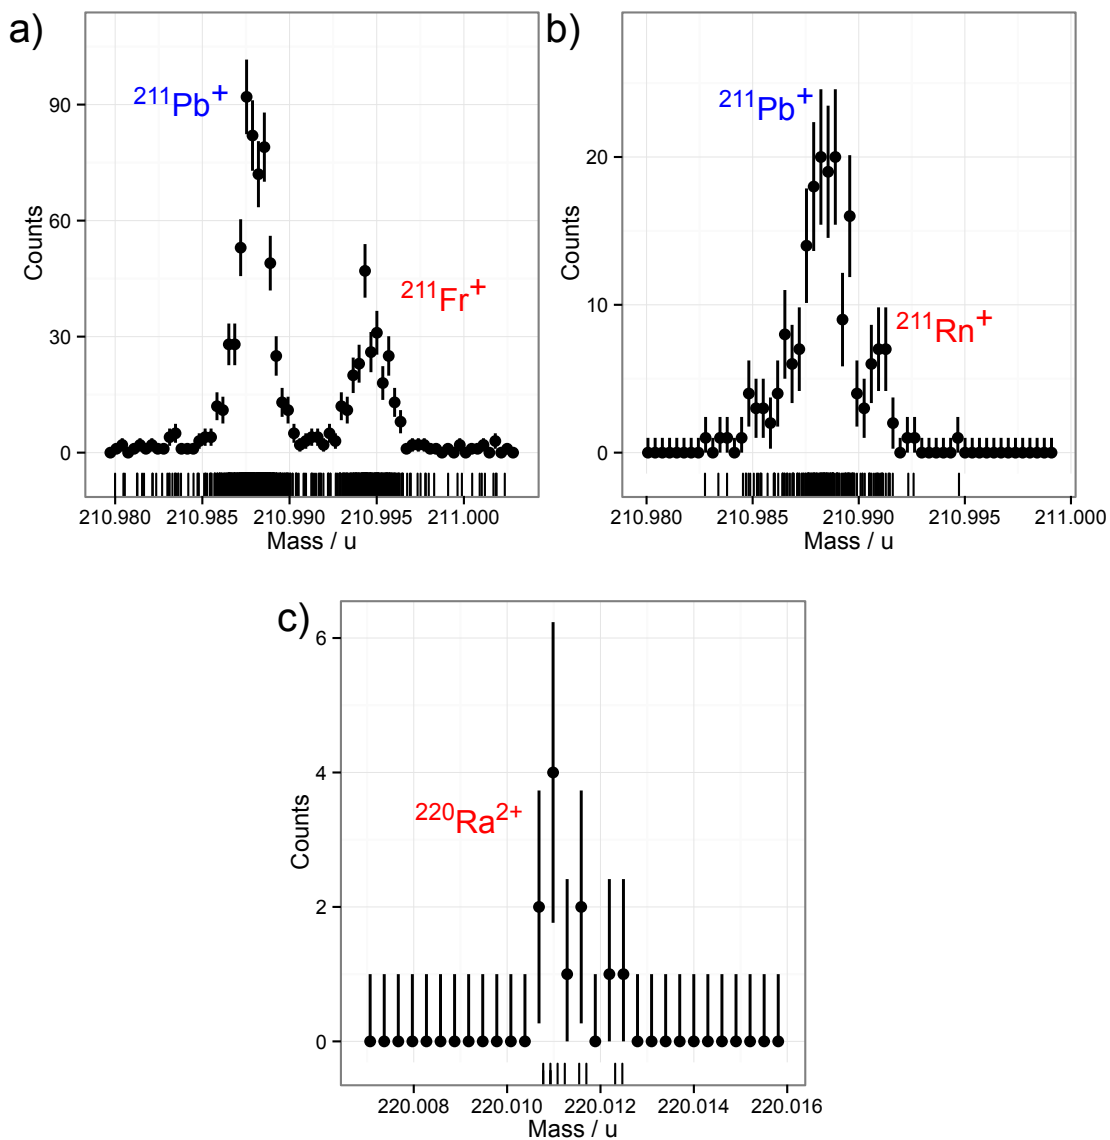 a)
90
60
30
0
Counts
²¹¹Pb⁺
²¹¹Fr⁺
210.980 210.985 210.990 210.995 211.000
Mass / u
b)
20
10
0
Counts
²¹¹Pb⁺
²¹¹Rn⁺
210.980 210.985 210.990 210.995 211.000
Mass / u
c)
6
4
2
0
Counts
²²⁰Ra²⁺
220.008 220.010 220.012 220.014 220.016
Mass / u